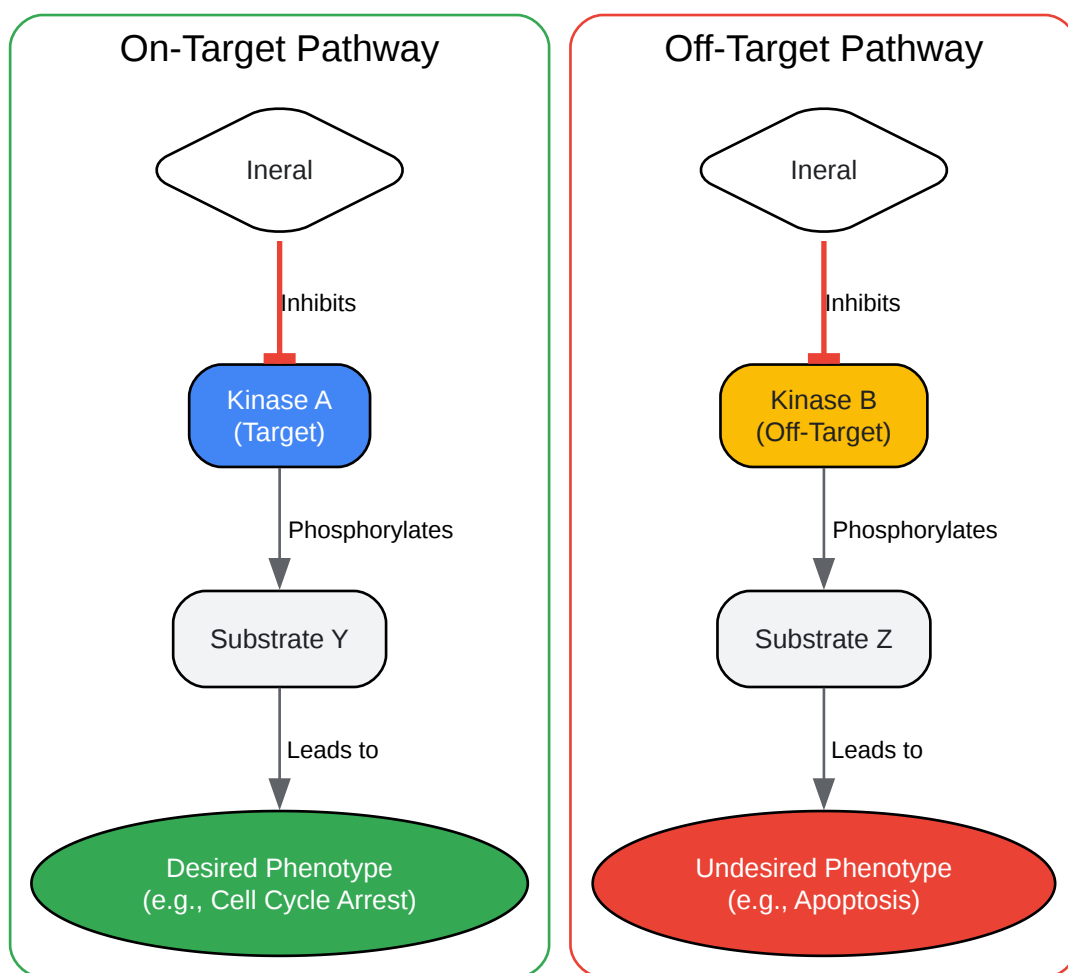 On-Target Pathway
Ineral
Inhibits
Kinase A
(Target)
Phosphorylates
Substrate Y
Leads to
Desired Phenotype
(e.g., Cell Cycle Arrest)
Off-Target Pathway
Ineral
Inhibits
Kinase B
(Off-Target)
Phosphorylates
Substrate Z
Leads to
Undesired Phenotype
(e.g., Apoptosis)